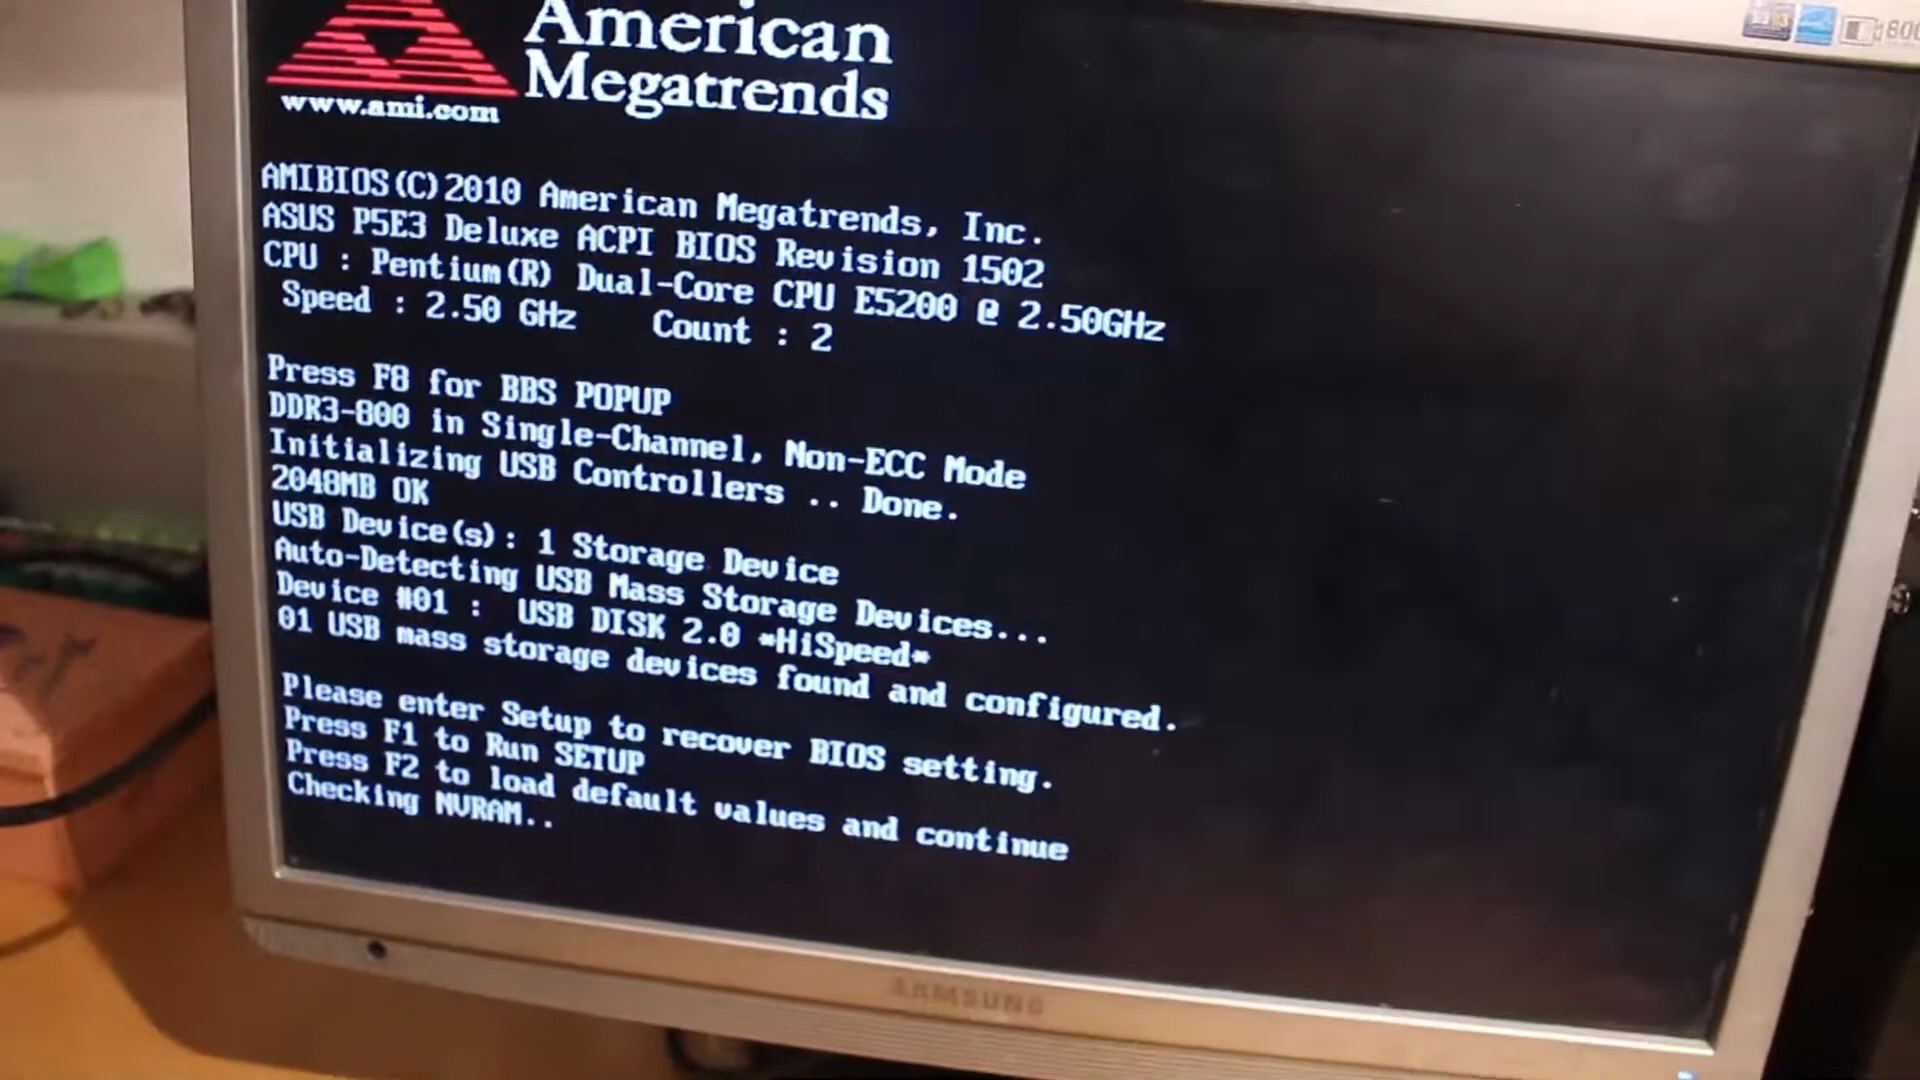 American
Megatrends
www.ami.com
AMIBIOS(C)2010 American Megatrends, Inc.
ASUS P5E3 Deluxe ACPI BIOS Revision 1502
CPU : Pentium(R) Dual-Core CPU E5200 @ 2.50GHz
Speed : 2.50 GHz Count : 2
Press F8 for BBS POPUP
DDR3-800 in Single-Channel, Non-ECC Mode
Initializing USB Controllers .. Done.
2048MB OK
USB Device(s): 1 Storage Device
Auto-Detecting USB Mass Storage Devices...
Device #01 : USB DISK 2.0 *HiSpeed*
01 USB mass storage devices found and configured.
Please enter Setup to recover BIOS setting.
Press F1 to Run SETUP
Press F2 to load default values and continue
Checking NVRAM..
SAMSUNG